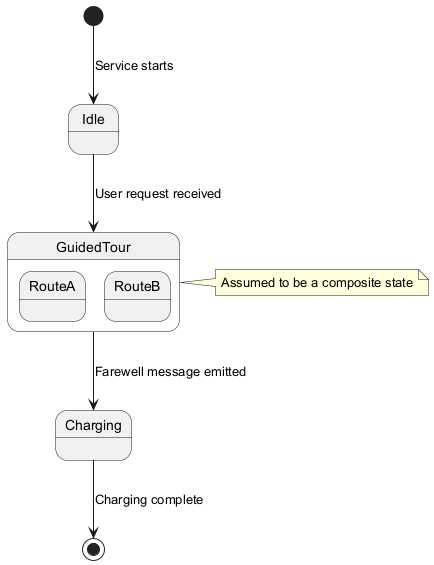 Service starts
Idle
User request received
GuidedTour
RouteA
RouteB
Assumed to be a composite state
Farewell message emitted
Charging
Charging complete